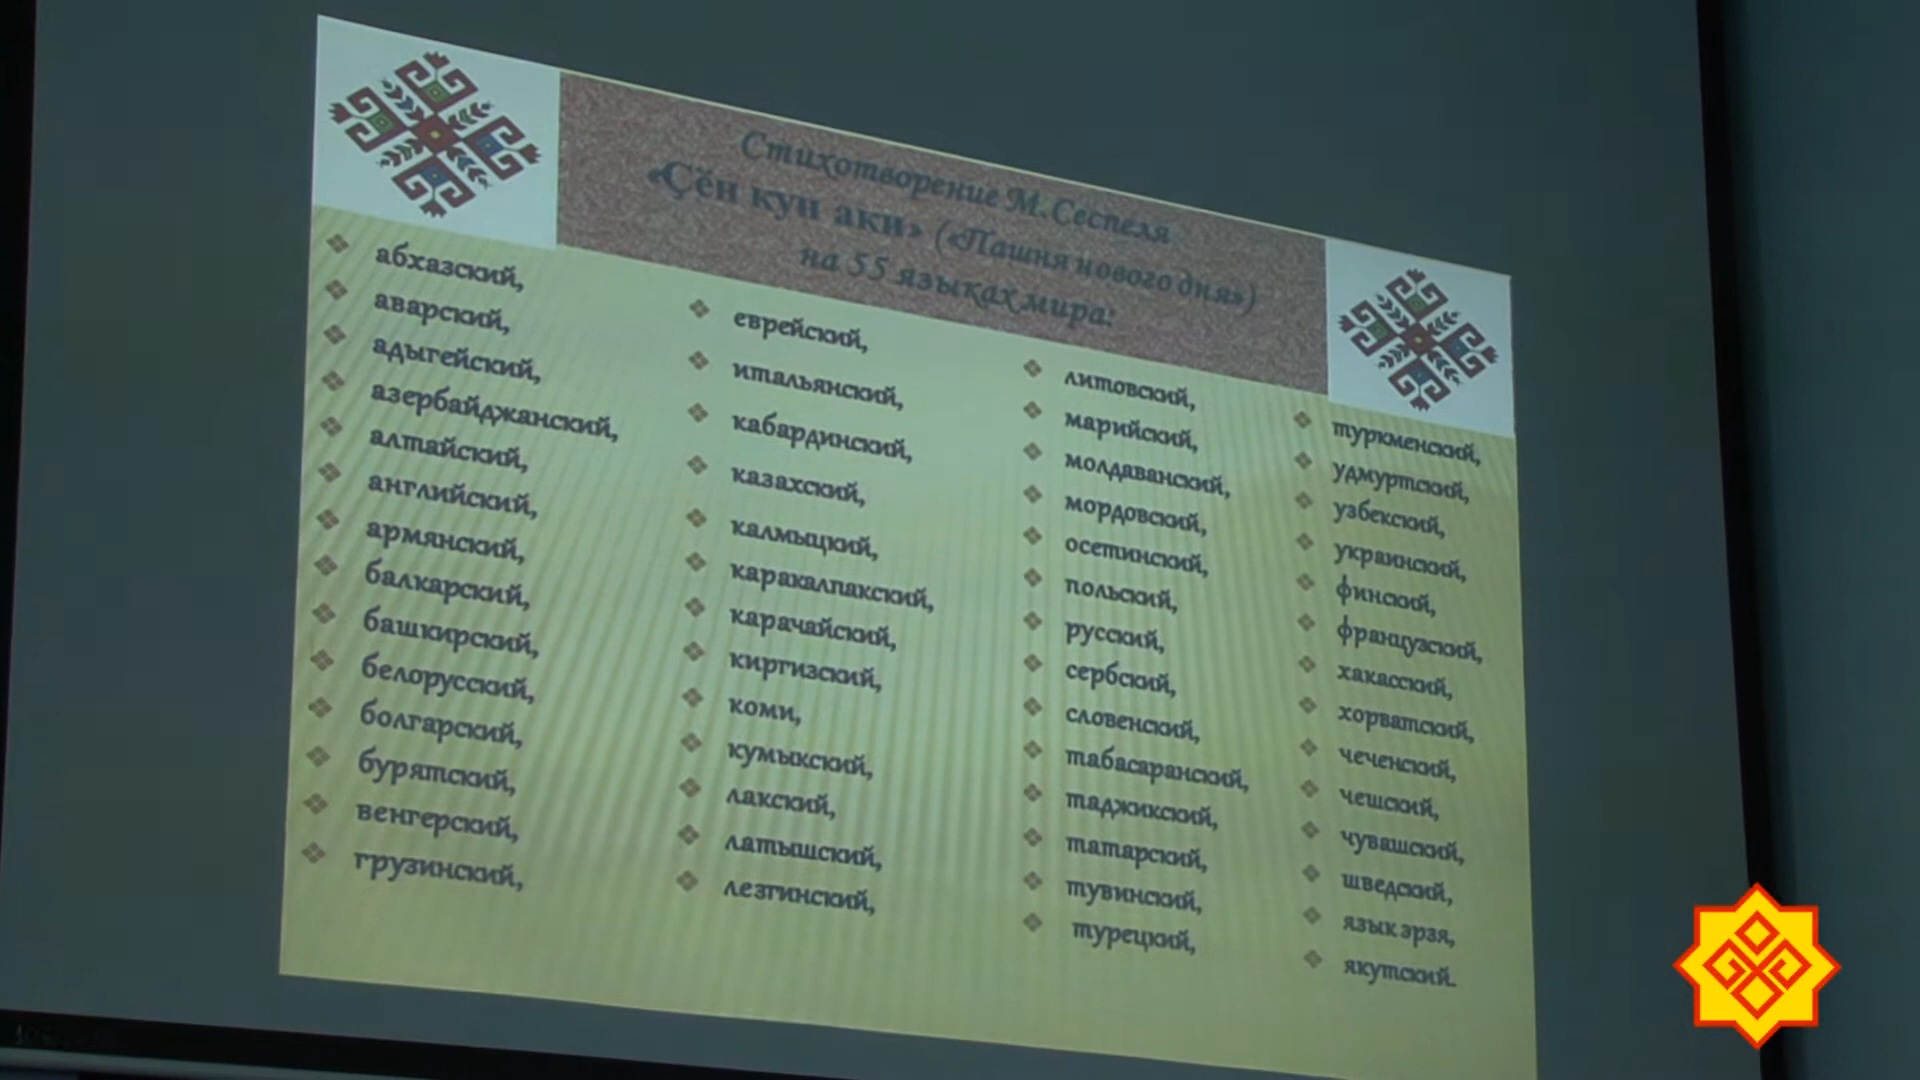 Стихотворение М. Сеспеля
«Ҫӗн кун аки» («Пашня нового дня»)
на 55 языках мира:
абхазский,
аварский,
адыгейский,
азербайджанский,
алтайский,
английский,
армянский,
балкарский,
башкирский,
белорусский,
болгарский,
бурятский,
венгерский,
грузинский,
еврейский,
итальянский,
кабардинский,
казахский,
калмыцкий,
каракалпакский,
карачайский,
киргизский,
коми,
кумыкский,
лакский,
латышский,
лезгинский,
литовский,
марийский,
молдаванский,
мордовский,
осетинский,
польский,
русский,
сербский,
словенский,
табасаранский,
таджикский,
татарский,
тувинский,
турецкий,
туркменский,
удмуртский,
узбекский,
украинский,
финский,
французский,
хакасский,
хорватский,
чеченский,
чешский,
чувашский,
шведский,
язык эрзя,
якутский.